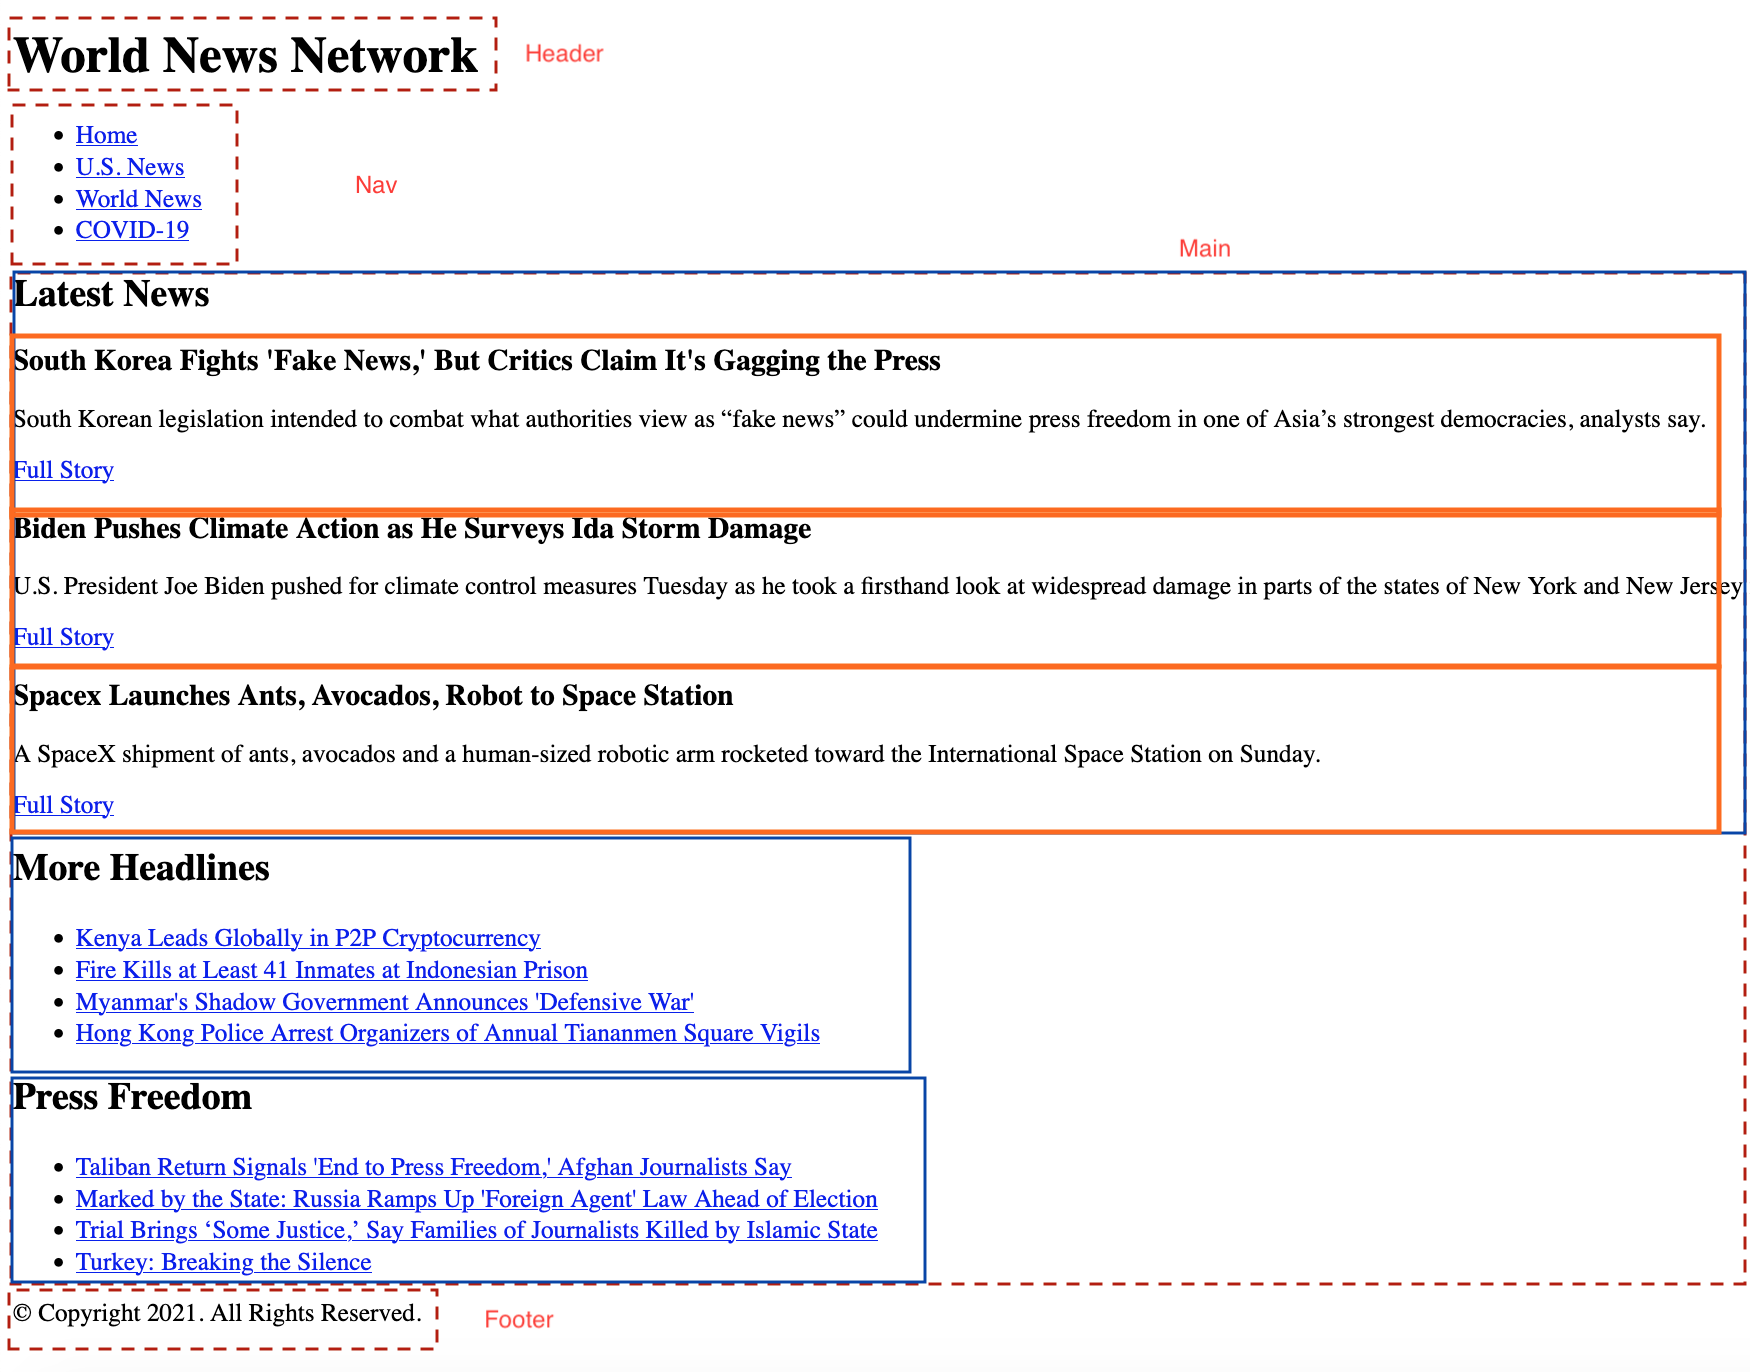 World News Network
Header
• Home
• U.S. News
• World News
• COVID-19
Nav
Main
Latest News
South Korea Fights 'Fake News,' But Critics Claim It's Gagging the Press
South Korean legislation intended to combat what authorities view as “fake news” could undermine press freedom in one of Asia’s strongest democracies, analysts say.
Full Story
Biden Pushes Climate Action as He Surveys Ida Storm Damage
U.S. President Joe Biden pushed for climate control measures Tuesday as he took a firsthand look at widespread damage in parts of the states of New York and New Jersey
Full Story
Spacex Launches Ants, Avocados, Robot to Space Station
A SpaceX shipment of ants, avocados and a human-sized robotic arm rocketed toward the International Space Station on Sunday.
Full Story
More Headlines
• Kenya Leads Globally in P2P Cryptocurrency
• Fire Kills at Least 41 Inmates at Indonesian Prison
• Myanmar's Shadow Government Announces 'Defensive War'
• Hong Kong Police Arrest Organizers of Annual Tiananmen Square Vigils
Press Freedom
• Taliban Return Signals 'End to Press Freedom,' Afghan Journalists Say
• Marked by the State: Russia Ramps Up 'Foreign Agent' Law Ahead of Election
• Trial Brings ‘Some Justice,’ Say Families of Journalists Killed by Islamic State
• Turkey: Breaking the Silence
© Copyright 2021. All Rights Reserved.
Footer